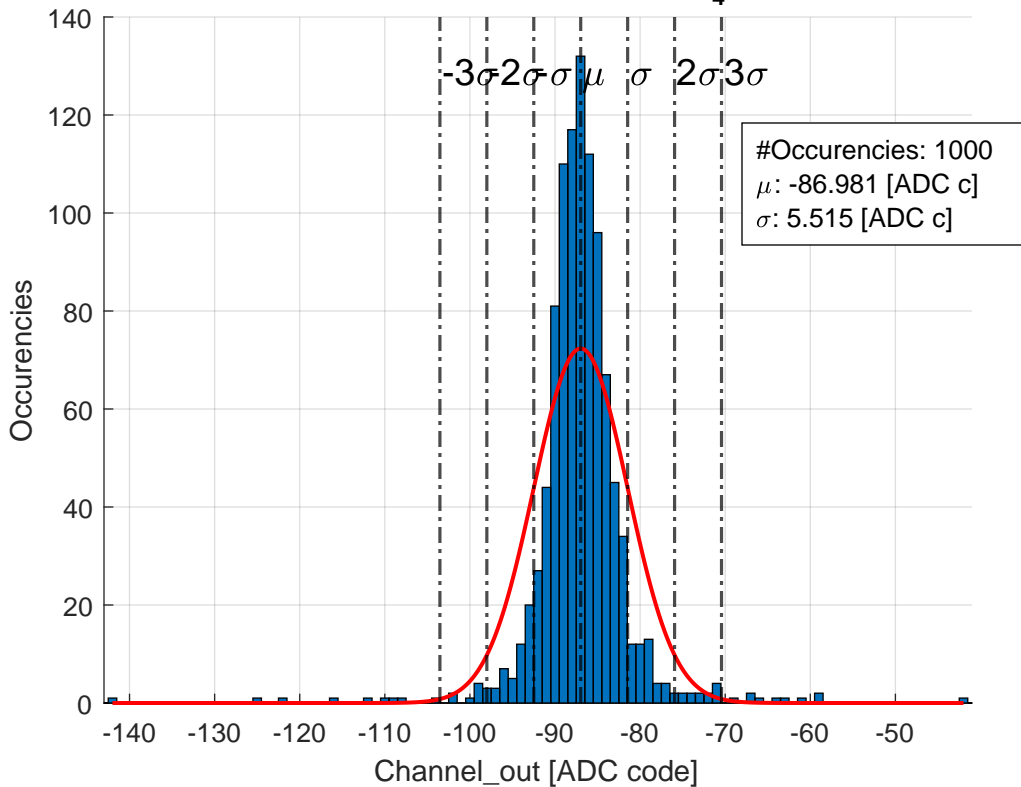 4
140
120
100
80
60
40
20
0
-3σ -2σ -σ μ σ 2σ 3σ
#Occurencies: 1000
μ: -86.981 [ADC c]
σ: 5.515 [ADC c]
Occurencies
-140 -130 -120 -110 -100 -90 -80 -70 -60 -50
Channel_out [ADC code]